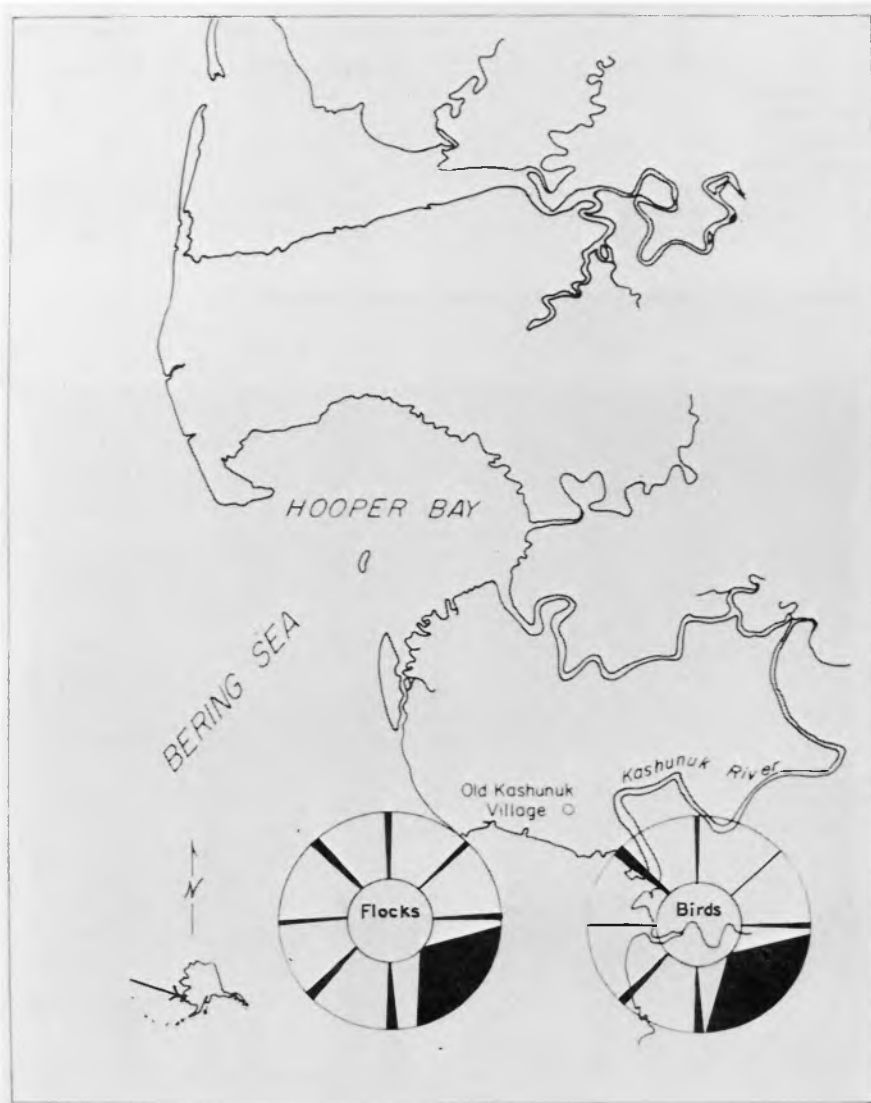 HOOPER BAY
BERING SEA
Kashunuk River
Old Kashunuk
Village
N
Flocks
Birds